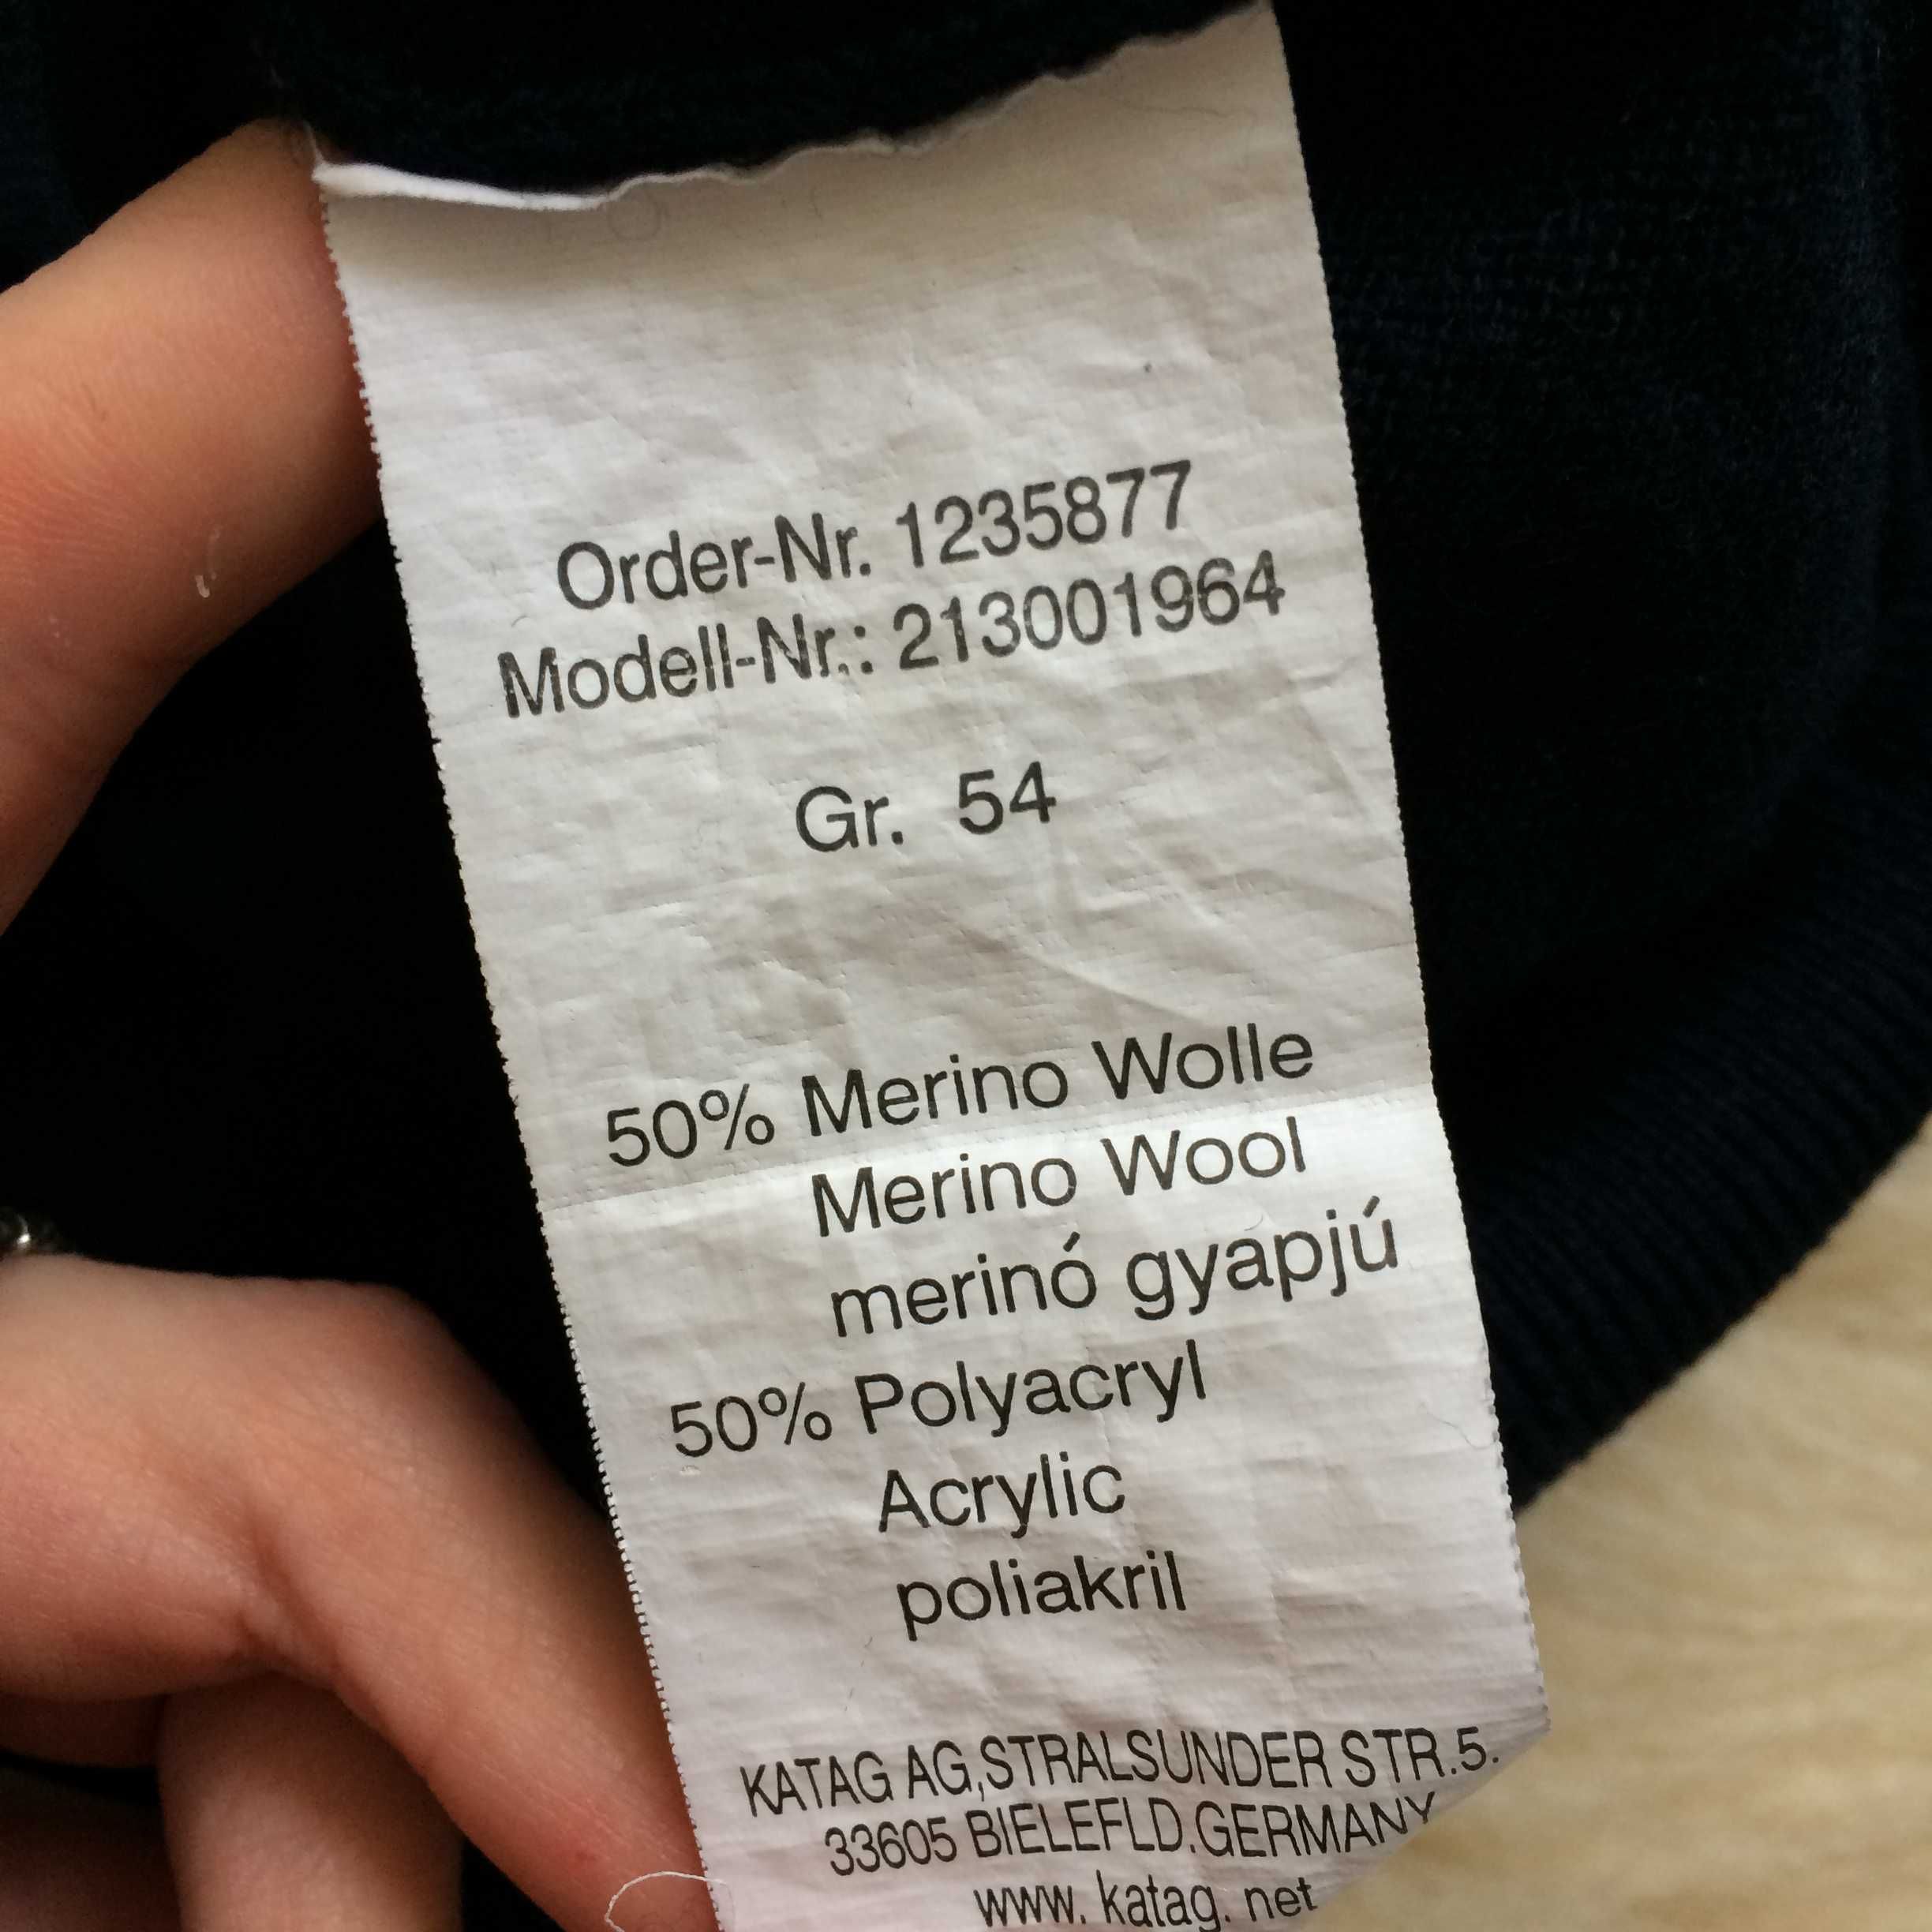 Order-Nr. 1235877
Modell-Nr.: 213001964
Gr. 54
50% Merino Wolle
Merino Wool
merinó gyapjú
50% Polyacryl
Acrylic
poliakril
KATAG AG,STRALSUNDER STR.5.
33605 BIELEFLD.GERMANY
www. katag. net